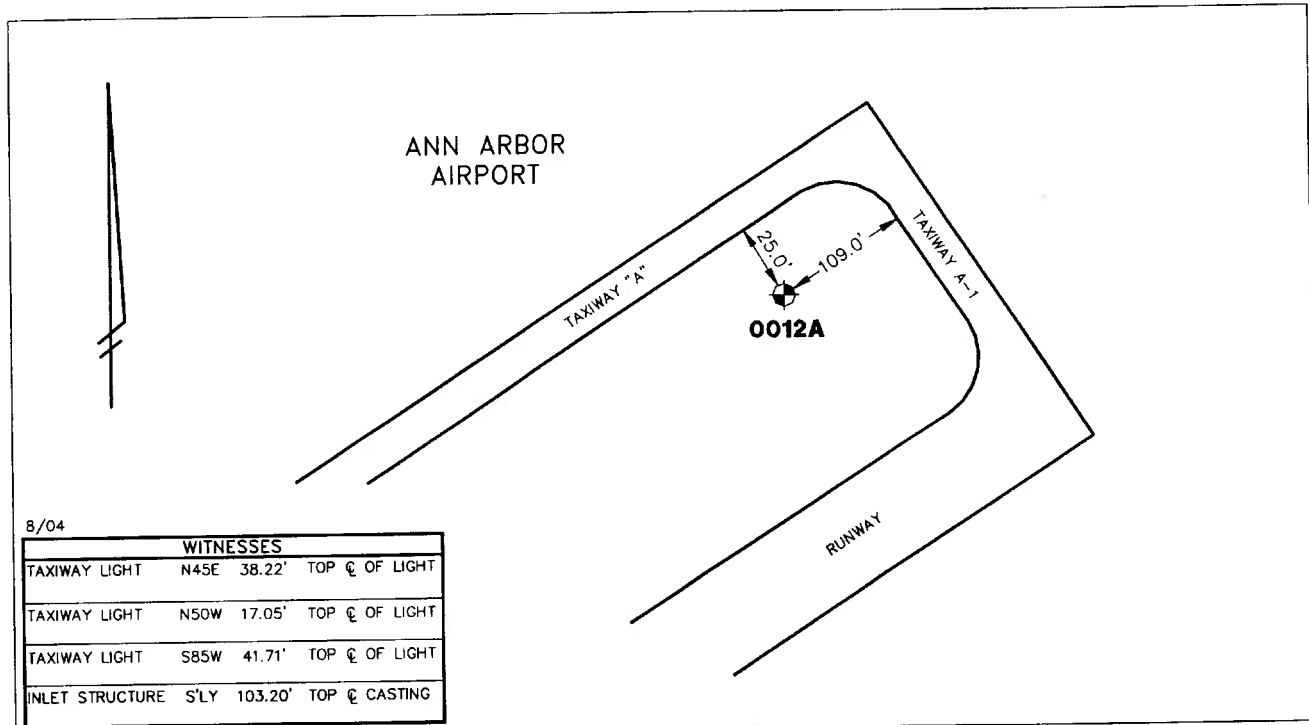 ANN ARBOR
AIRPORT
TAXIWAY "A"
25.0'
109.0'
TAXIWAY A-1
0012A
RUNWAY
8/04
WITNESSES
TAXIWAY LIGHT N45E 38.22' TOP ℄ OF LIGHT
TAXIWAY LIGHT N50W 17.05' TOP ℄ OF LIGHT
TAXIWAY LIGHT S85W 41.71' TOP ℄ OF LIGHT
INLET STRUCTURE S'LY 103.20' TOP ℄ CASTING